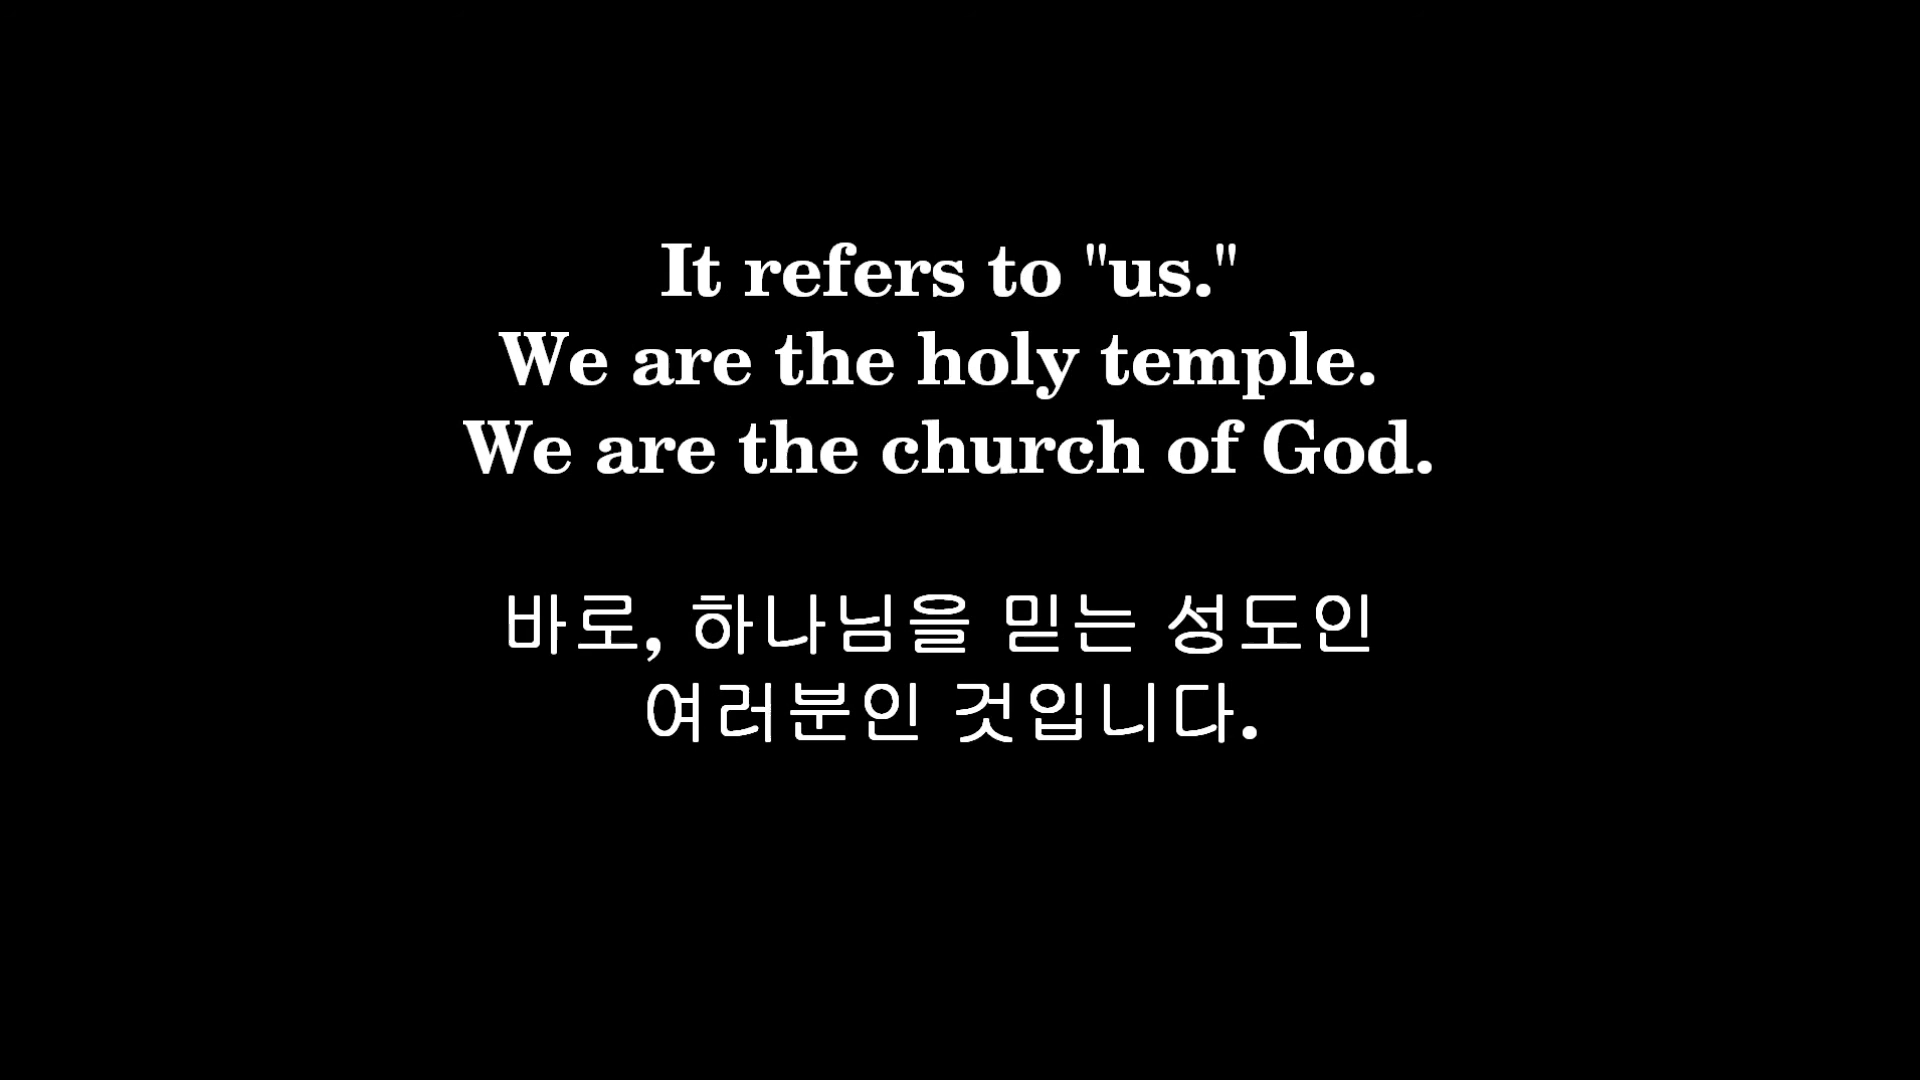 It refers to "us."
We are the holy temple.
We are the church of God.
바로, 하나님을 믿는 성도인
여러분인 것입니다.